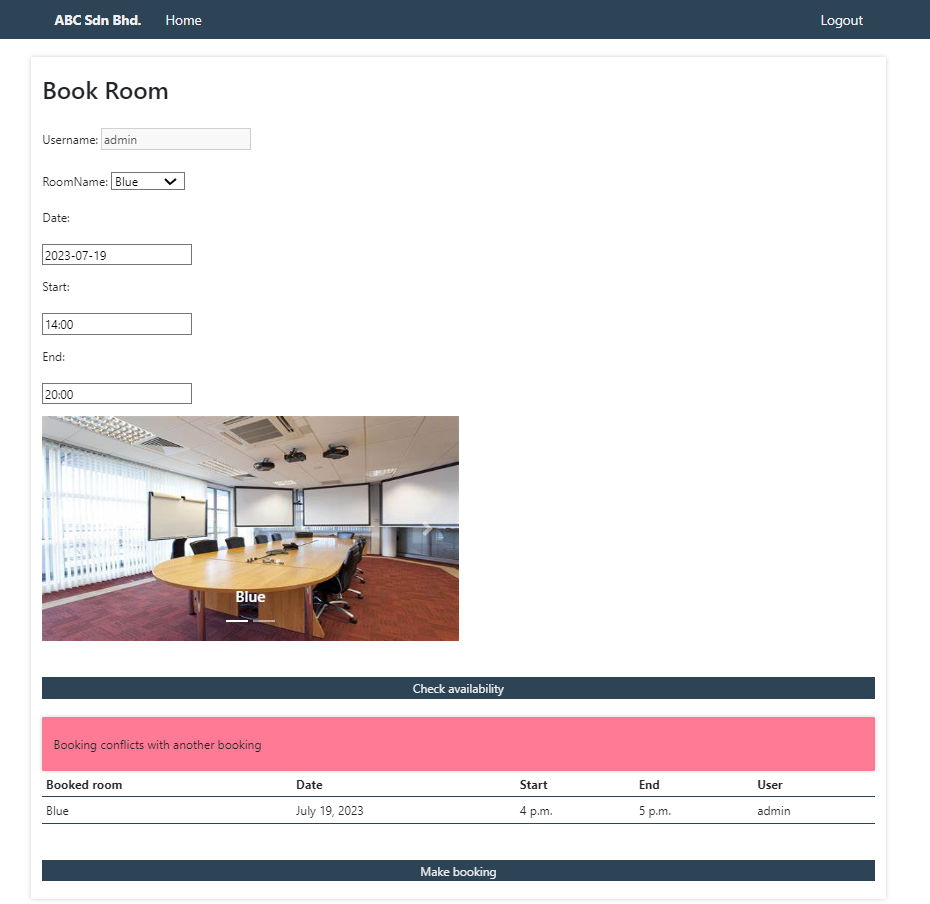 ABC Sdn Bhd. Home Logout
Book Room
Username: admin
RoomName: Blue
Date:
2023-07-19
Start:
14:00
End:
20:00
Blue
Check availability
Booking conflicts with another booking
Booked room Date Start End User
Blue July 19, 2023 4 p.m. 5 p.m. admin
Make booking